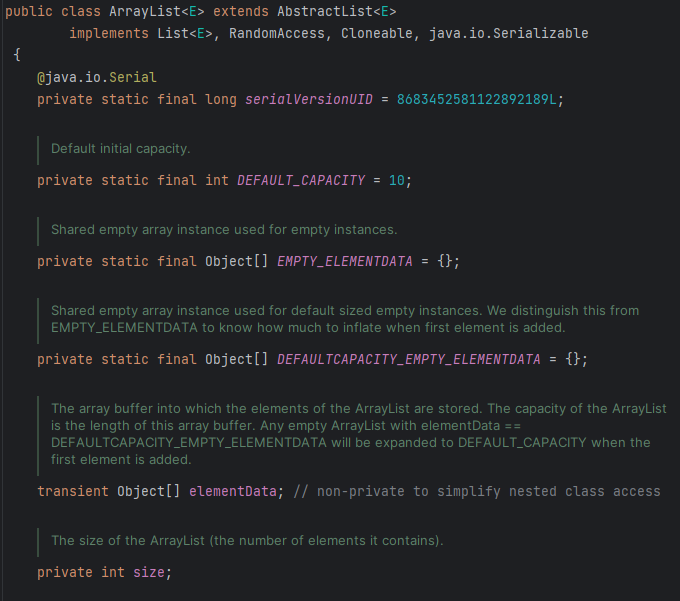 public class ArrayList<E> extends AbstractList<E>
implements List<E>, RandomAccess, Cloneable, java.io.Serializable
{
@java.io.Serial
private static final long serialVersionUID = 8683452581122892189L;
Default initial capacity.
private static final int DEFAULT_CAPACITY = 10;
Shared empty array instance used for empty instances.
private static final Object[] EMPTY_ELEMENTDATA = {};
Shared empty array instance used for default sized empty instances. We distinguish this from
EMPTY_ELEMENTDATA to know how much to inflate when first element is added.
private static final Object[] DEFAULTCAPACITY_EMPTY_ELEMENTDATA = {};
The array buffer into which the elements of the ArrayList are stored. The capacity of the ArrayList
is the length of this array buffer. Any empty ArrayList with elementData ==
DEFAULTCAPACITY_EMPTY_ELEMENTDATA will be expanded to DEFAULT_CAPACITY when the
first element is added.
transient Object[] elementData; // non-private to simplify nested class access
The size of the ArrayList (the number of elements it contains).
private int size;